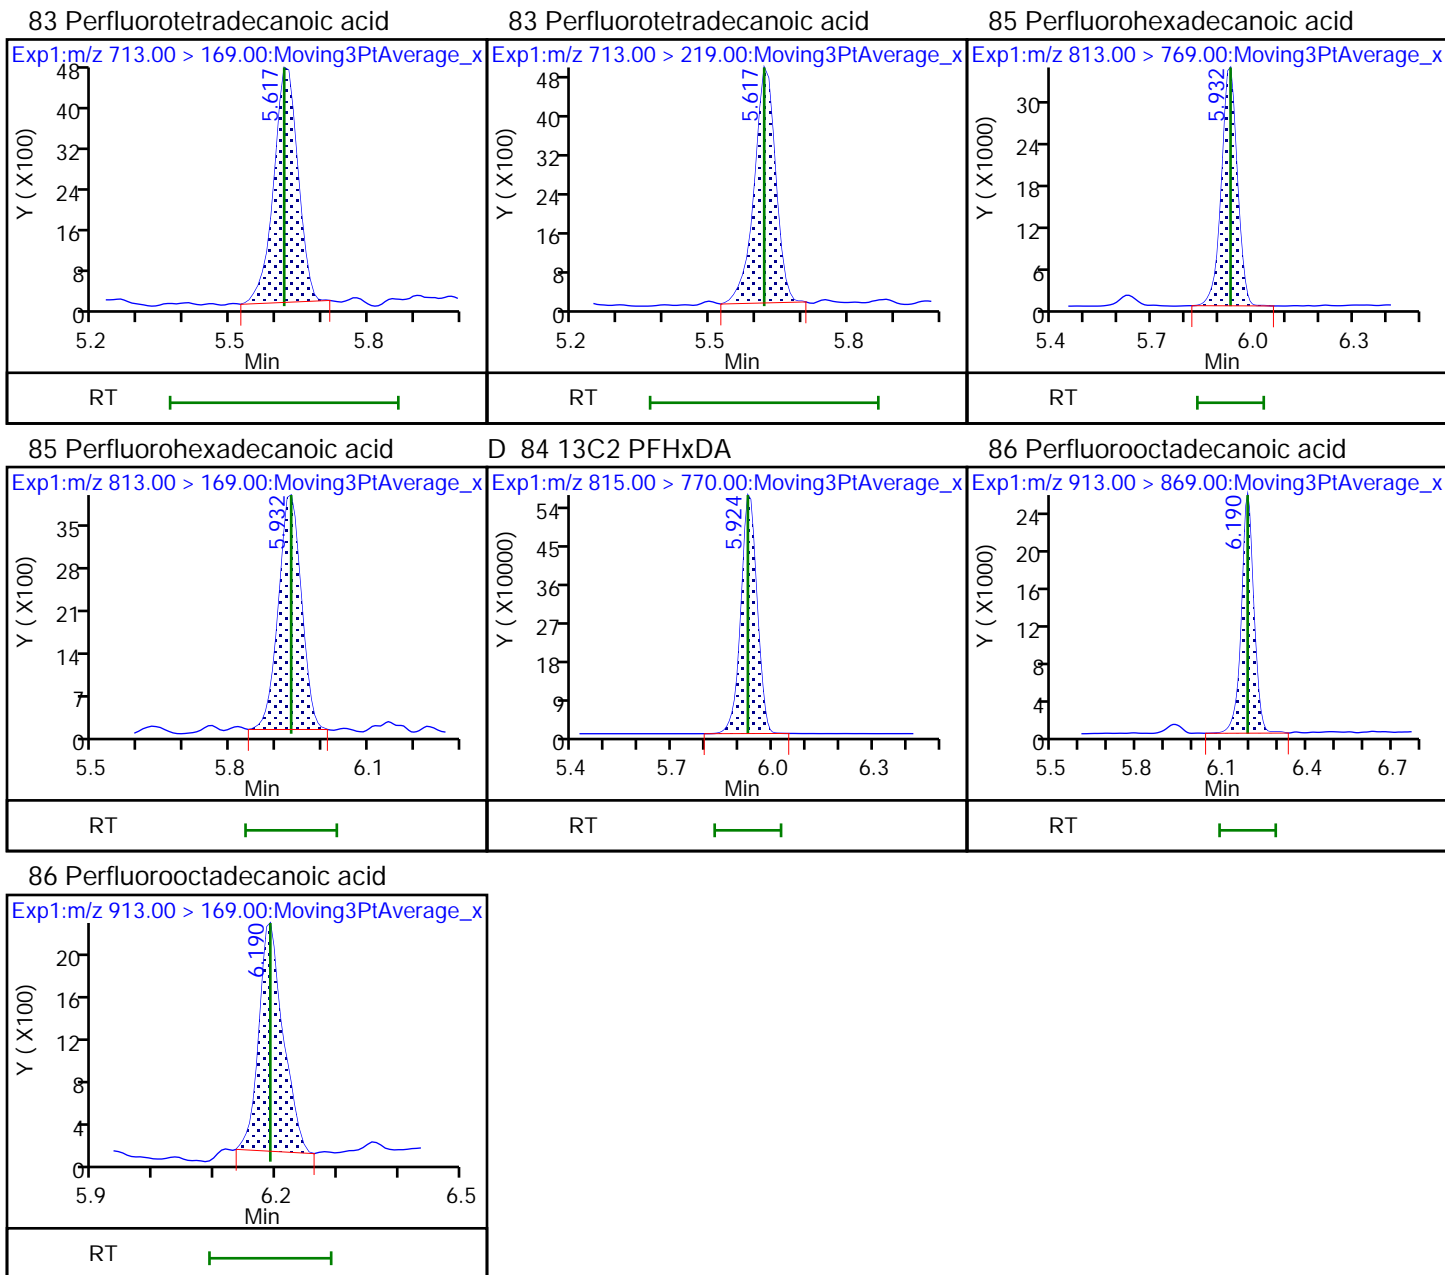 83 Perfluorotetradecanoic acid
Exp1:m/z 713.00 > 169.00:Moving3PtAverage_x
Y ( X100)
48
40
32
24
16
8
0
5.617
5.2
5.5
5.8
Min
RT
83 Perfluorotetradecanoic acid
Exp1:m/z 713.00 > 219.00:Moving3PtAverage_x
Y ( X100)
48
40
32
24
16
8
0
5.617
5.2
5.5
5.8
Min
RT
85 Perfluorohexadecanoic acid
Exp1:m/z 813.00 > 769.00:Moving3PtAverage_x
Y ( X1000)
30
24
18
12
6
0
5.932
5.4
5.7
6.0
6.3
Min
RT
85 Perfluorohexadecanoic acid
Exp1:m/z 813.00 > 169.00:Moving3PtAverage_x
Y ( X100)
35
28
21
14
7
0
5.932
5.5
5.8
6.1
Min
RT
D 84 13C2 PFHxDA
Exp1:m/z 815.00 > 770.00:Moving3PtAverage_x
Y ( X10000)
54
45
36
27
18
9
0
5.924
5.4
5.7
6.0
6.3
Min
RT
86 Perfluorooctadecanoic acid
Exp1:m/z 913.00 > 869.00:Moving3PtAverage_x
Y ( X1000)
24
20
16
12
8
4
0
6.190
5.5
5.8
6.1
6.4
6.7
Min
RT
86 Perfluorooctadecanoic acid
Exp1:m/z 913.00 > 169.00:Moving3PtAverage_x
Y ( X100)
20
16
12
8
4
0
6.190
5.9
6.2
6.5
Min
RT